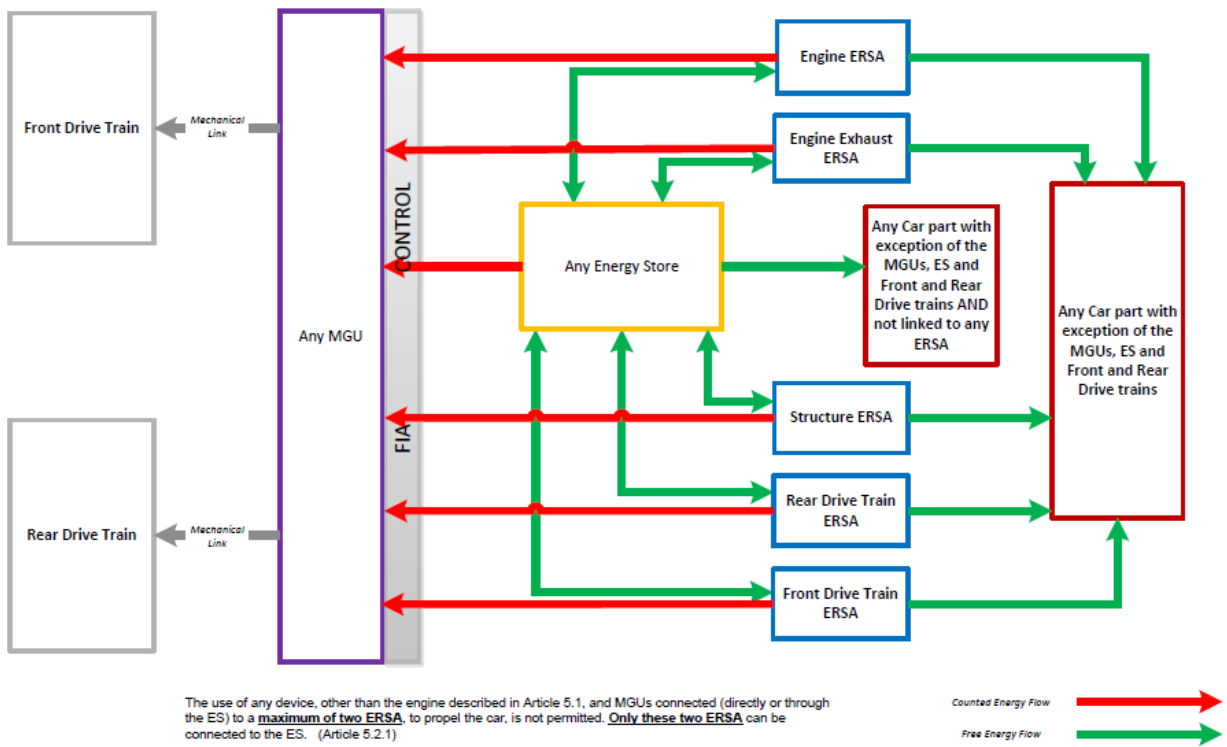 Engine ERSA
Front Drive Train
Mechanical
Link
Engine Exhaust
ERSA
FIA CONTROL
Any Car part with
exception of the
MGUs, ES and
Front and Rear
Drive trains AND
not linked to any
ERSA
Any Energy Store
Any MGU
Any Car part with
exception of the
MGUs, ES and
Front and Rear
Drive trains
Structure ERSA
Rear Drive Train
ERSA
Rear Drive Train
Mechanical
Link
Front Drive Train
ERSA
The use of any device, other than the engine described in Article 5.1, and MGUs connected (directly or through
the ES) to a maximum of two ERSA, to propel the car, is not permitted. Only these two ERSA can be
connected to the ES. (Article 5.2.1)
Counted Energy Flow
Free Energy Flow